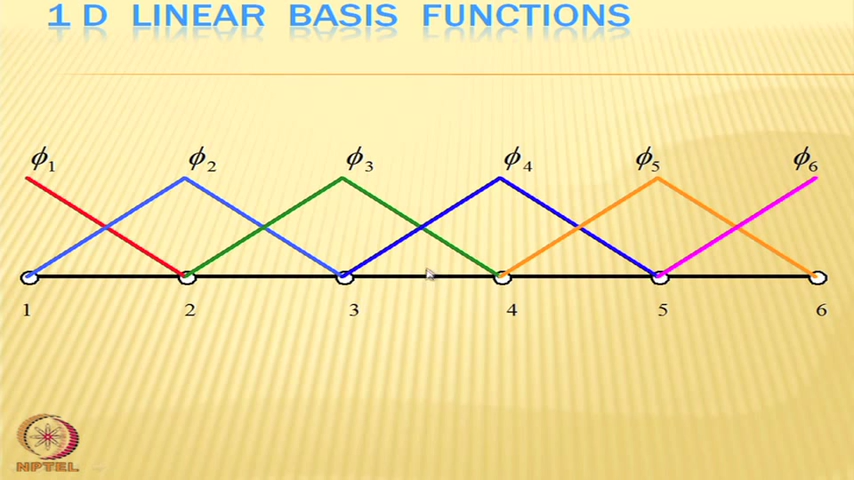 1 D LINEAR BASIS FUNCTIONS
ϕ₁ ϕ₂ ϕ₃ ϕ₄ ϕ₅ ϕ₆
1 2 3 4 5 6
NPTEL